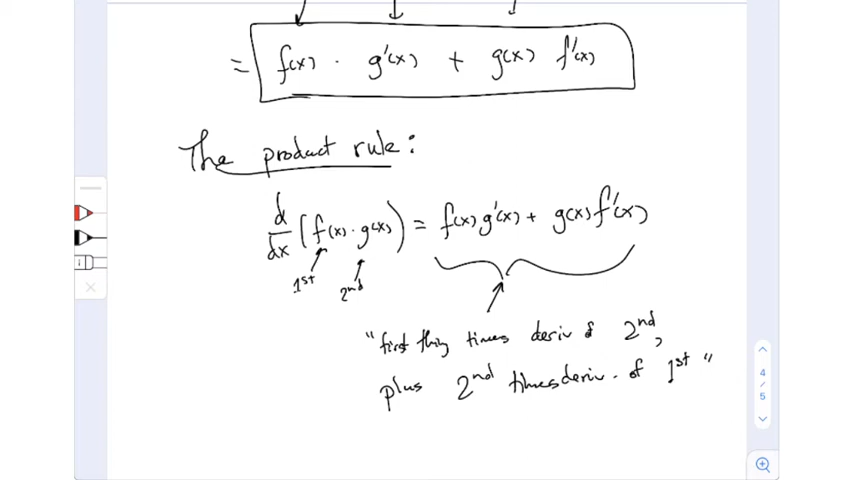 = f(x) · g'(x) + g(x) f'(x)
The product rule:
d/dx (f(x) · g(x)) = f(x) g'(x) + g(x) f'(x)
1st 2nd
"first thing times deriv of 2nd,
plus 2nd times deriv. of 1st"
4
/
5